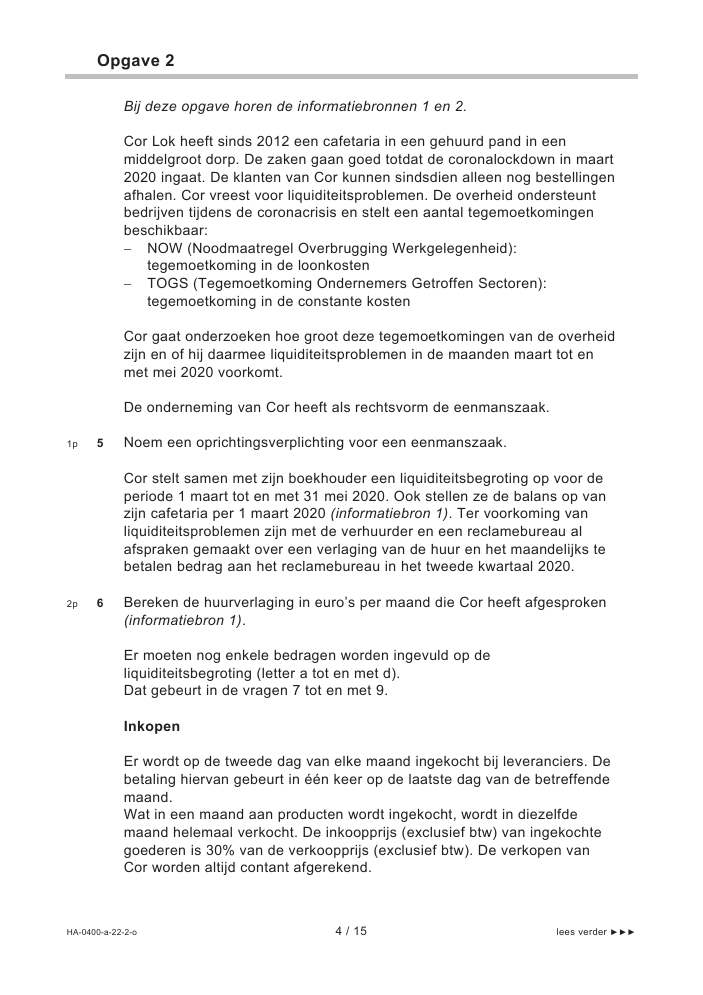 Opgave 2
Bij deze opgave horen de informatiebronnen 1 en 2.
Cor Lok heeft sinds 2012 een cafetaria in een gehuurd pand in een
middelgroot dorp. De zaken gaan goed totdat de coronalockdown in maart
2020 ingaat. De klanten van Cor kunnen sindsdien alleen nog bestellingen
afhalen. Cor vreest voor liquiditeitsproblemen. De overheid ondersteunt
bedrijven tijdens de coronacrisis en stelt een aantal tegemoetkomingen
beschikbaar:
− NOW (Noodmaatregel Overbrugging Werkgelegenheid):
tegemoetkoming in de loonkosten
− TOGS (Tegemoetkoming Ondernemers Getroffen Sectoren):
tegemoetkoming in de constante kosten
Cor gaat onderzoeken hoe groot deze tegemoetkomingen van de overheid
zijn en of hij daarmee liquiditeitsproblemen in de maanden maart tot en
met mei 2020 voorkomt.
De onderneming van Cor heeft als rechtsvorm de eenmanszaak.
1p 5 Noem een oprichtingsverplichting voor een eenmanszaak.
Cor stelt samen met zijn boekhouder een liquiditeitsbegroting op voor de
periode 1 maart tot en met 31 mei 2020. Ook stellen ze de balans op van
zijn cafetaria per 1 maart 2020 (informatiebron 1). Ter voorkoming van
liquiditeitsproblemen zijn met de verhuurder en een reclamebureau al
afspraken gemaakt over een verlaging van de huur en het maandelijks te
betalen bedrag aan het reclamebureau in het tweede kwartaal 2020.
2p 6 Bereken de huurverlaging in euro's per maand die Cor heeft afgesproken
(informatiebron 1).
Er moeten nog enkele bedragen worden ingevuld op de
liquiditeitsbegroting (letter a tot en met d).
Dat gebeurt in de vragen 7 tot en met 9.
Inkopen
Er wordt op de tweede dag van elke maand ingekocht bij leveranciers. De
betaling hiervan gebeurt in één keer op de laatste dag van de betreffende
maand.
Wat in een maand aan producten wordt ingekocht, wordt in diezelfde
maand helemaal verkocht. De inkoopprijs (exclusief btw) van ingekochte
goederen is 30% van de verkoopprijs (exclusief btw). De verkopen van
Cor worden altijd contant afgerekend.
HA-0400-a-22-2-o 4 / 15 lees verder ►►►